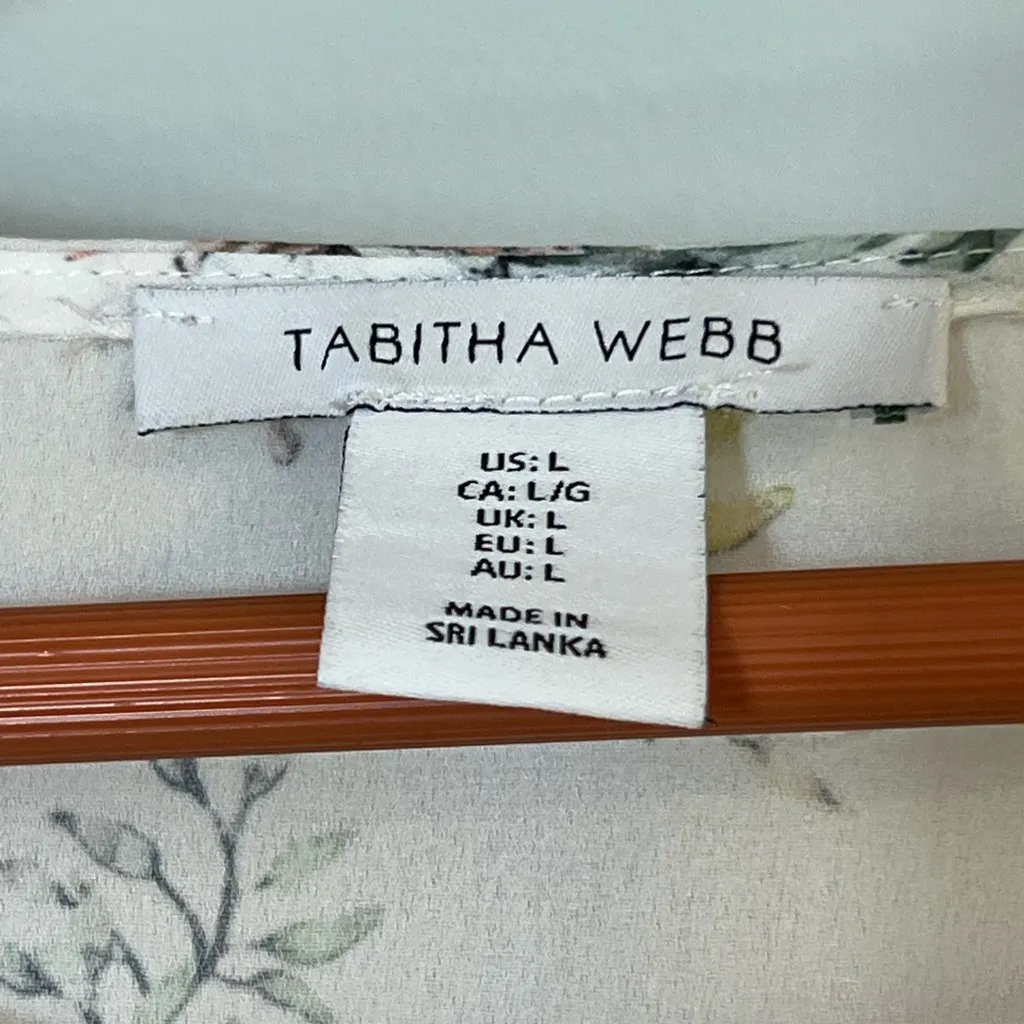 TABITHA WEBB
US: L
CA: L/G
UK: L
EU: L
AU: L
MADE IN
SRI LANKA